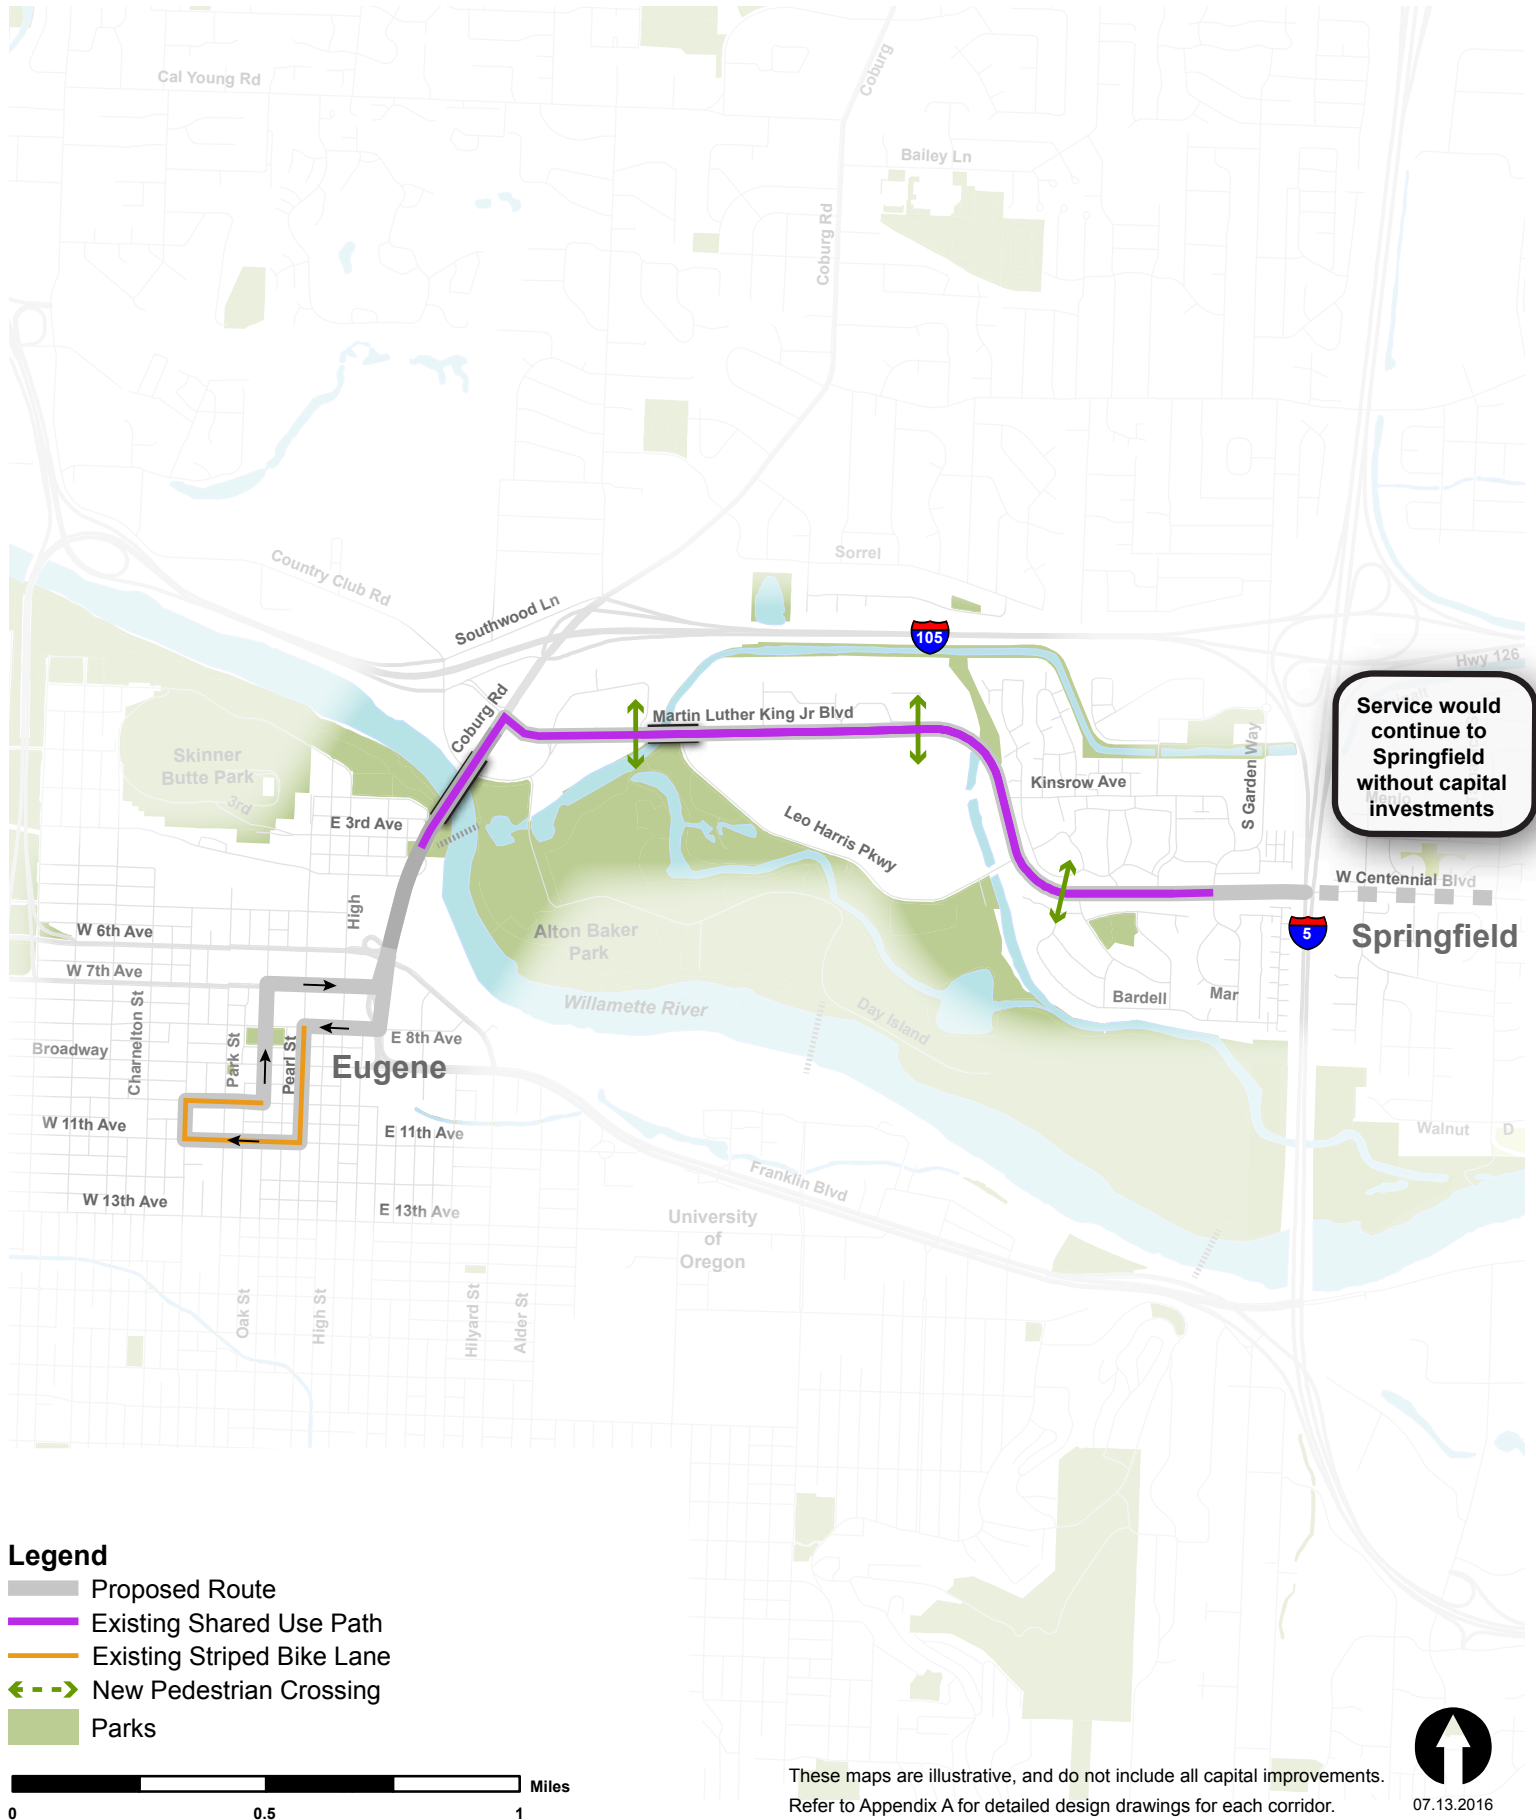 Cal Young Rd
Coburg
Bailey Ln
Coburg Rd
Sorrel
Country Club Rd
Southwood Ln
105
Hwy 126
Service would
continue to
Springfield
without capital
investments
Coburg Rd
Martin Luther King Jr Blvd
Skinner
Butte Park
3rd
S Garden Way
Kinsrow Ave
E 3rd Ave
Leo Harris Pkwy
W Centennial Blvd
High
W 6th Ave
Alton Baker
Park
5
Springfield
W 7th Ave
Willamette River
Day Island
Bardell
Mar
Charnelton St
Park St
Pearl St
E 8th Ave
Broadway
Eugene
W 11th Ave
E 11th Ave
Walnut
D
Franklin Blvd
W 13th Ave
E 13th Ave
University
of
Oregon
Oak St
High St
Hilyard St
Alder St
Legend
Proposed Route
Existing Shared Use Path
Existing Striped Bike Lane
New Pedestrian Crossing
Parks
Miles
0
0.5
1
These maps are illustrative, and do not include all capital improvements.
Refer to Appendix A for detailed design drawings for each corridor.
07.13.2016